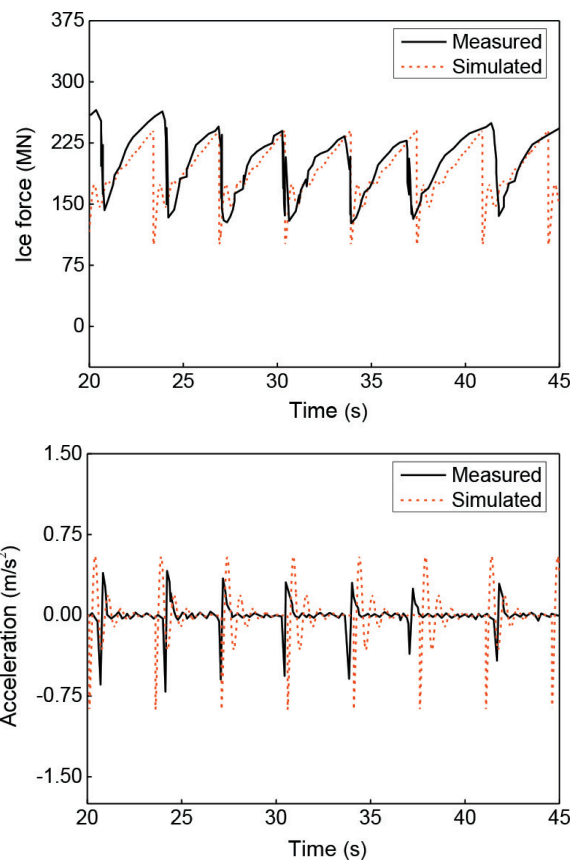 375
300
225
150
75
0
Ice force (MN)
Measured
Simulated
20 25 30 35 40 45
Time (s)
1.50
0.75
0.00
-0.75
-1.50
Acceleration (m/s²)
Measured
Simulated
20 25 30 35 40 45
Time (s)